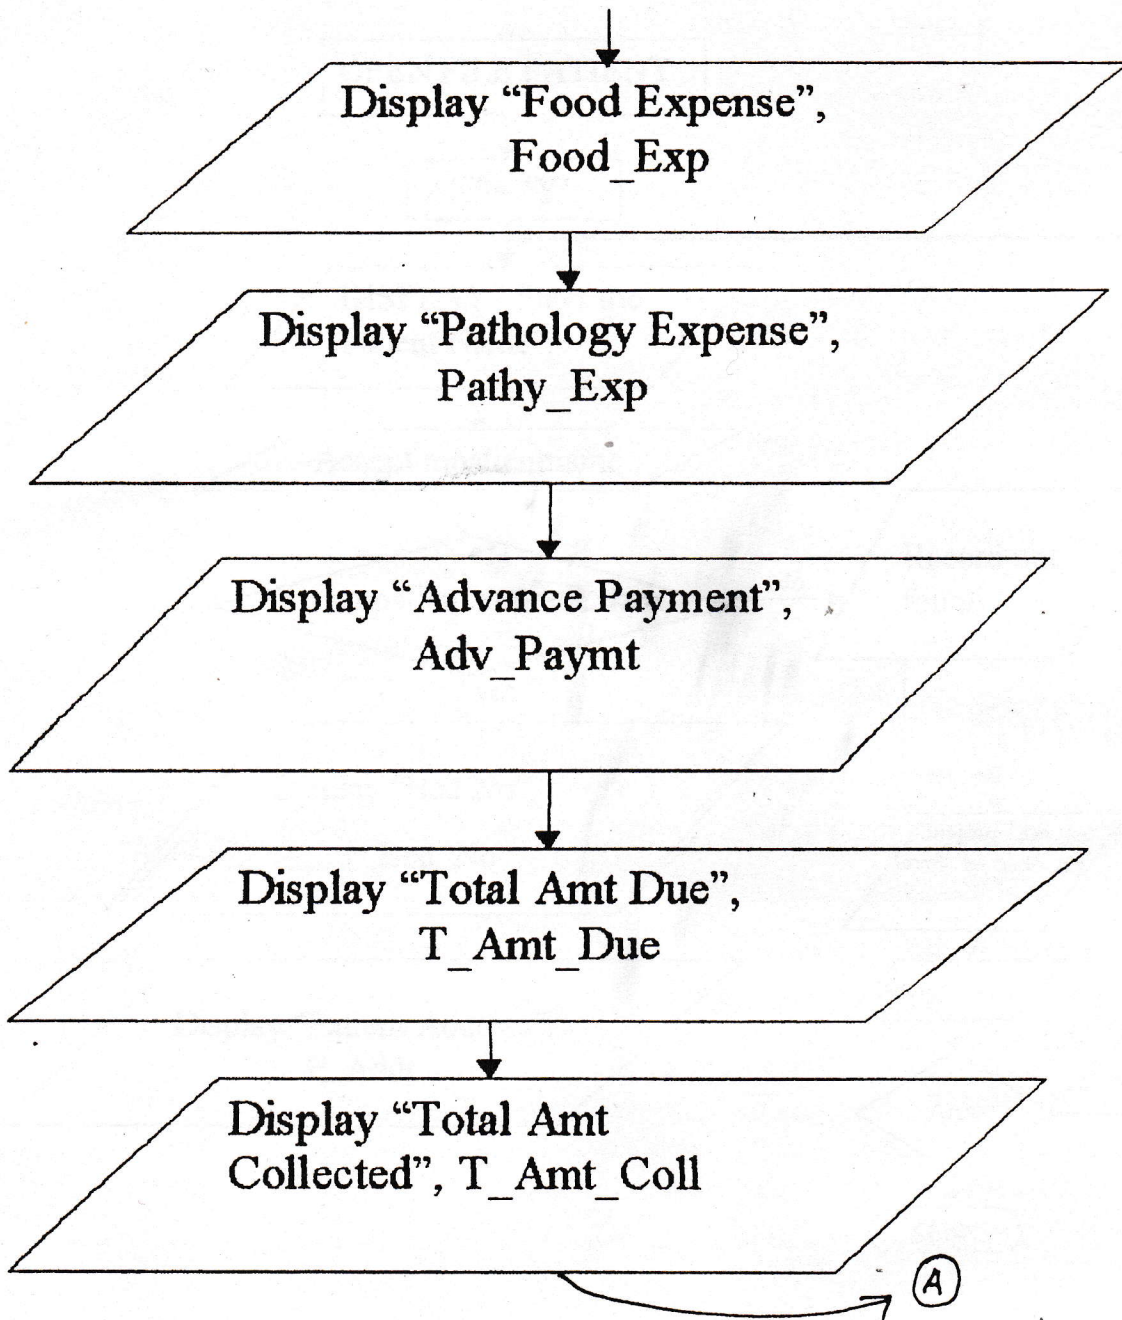 Display “Food Expense”,
Food_Exp
Display “Pathology Expense”,
Pathy_Exp
Display “Advance Payment”,
Adv_Paymt
Display “Total Amt Due”,
T_Amt_Due
Display “Total Amt
Collected”, T_Amt_Coll
A